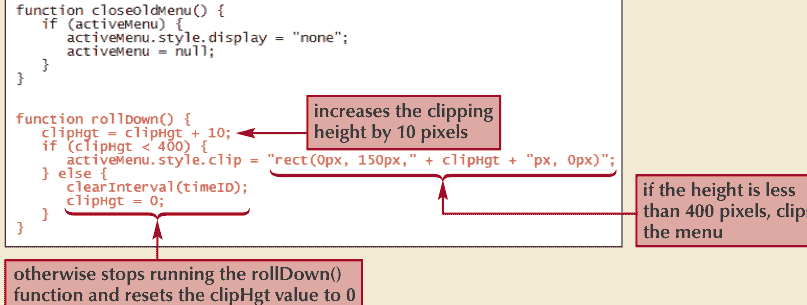 function closeOldMenu() {
if (activeMenu) {
activeMenu.style.display = "none";
activeMenu = null;
}
}
function rollDown() {
clipHgt = clipHgt + 10;
increases the clipping
height by 10 pixels
if (clipHgt < 400) {
activeMenu.style.clip = "rect(0px, 150px," + clipHgt + "px, 0px)";
} else {
clearInterval(timeID);
clipHgt = 0;
}
}
if the height is less
than 400 pixels, clips
the menu
otherwise stops running the rollDown()
function and resets the clipHgt value to 0